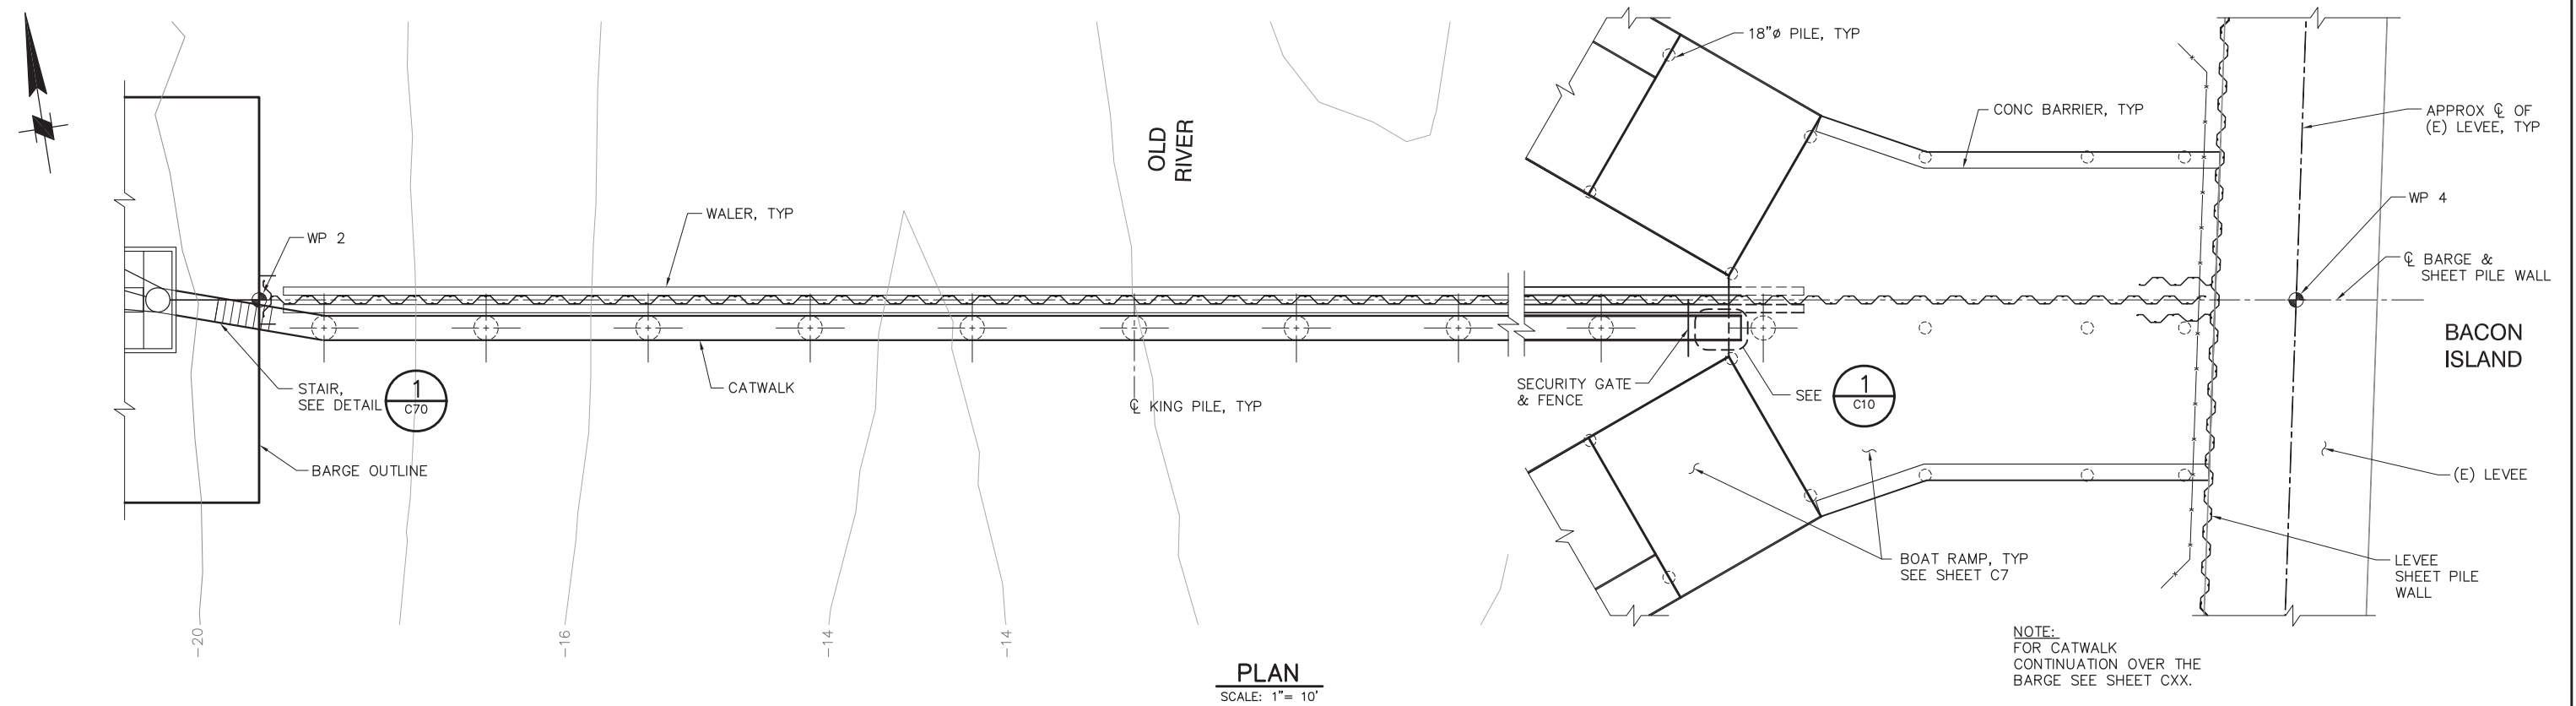 18"ø PILE, TYP
CONC BARRIER, TYP
APPROX ℄ OF
(E) LEVEE, TYP
OLD
RIVER
WALER, TYP
WP 2
WP 4
℄ BARGE &
SHEET PILE WALL
BACON
ISLAND
STAIR,
SEE DETAIL
1
C70
CATWALK
℄ KING PILE, TYP
SECURITY GATE
& FENCE
SEE
1
C10
BARGE OUTLINE
(E) LEVEE
BOAT RAMP, TYP
SEE SHEET C7
LEVEE
SHEET PILE
WALL
-20
-16
-14
-14
NOTE:
FOR CATWALK
CONTINUATION OVER THE
BARGE SEE SHEET CXX.
PLAN
SCALE: 1"= 10'